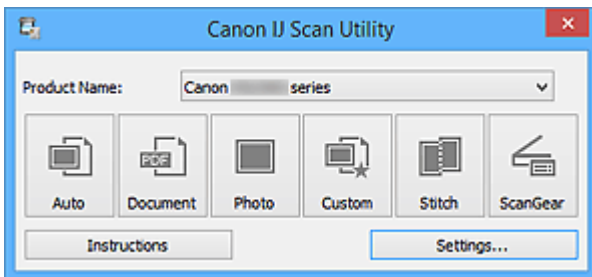 Canon IJ Scan Utility
Product Name: Canon series
PDF
Auto Document Photo Custom Stitch ScanGear
Instructions Settings...